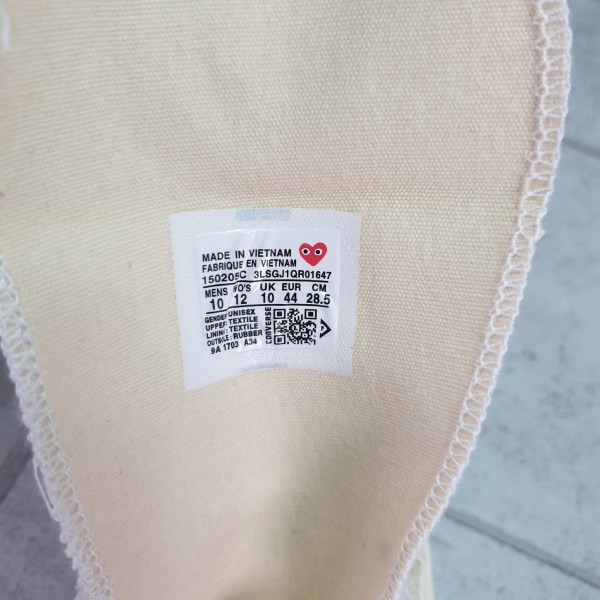 MADE IN VIETNAM
FABRIQUE EN VIETNAM
150205C 3LSGJ1QR01647
MENS WO'S UK EUR CM
10 12 10 44 28.5
GENDER: UNISEX
UPPER: TEXTILE
LINING: TEXTILE
OUTSOLE: RUBBER
9A 1703 A34
CONVERSE